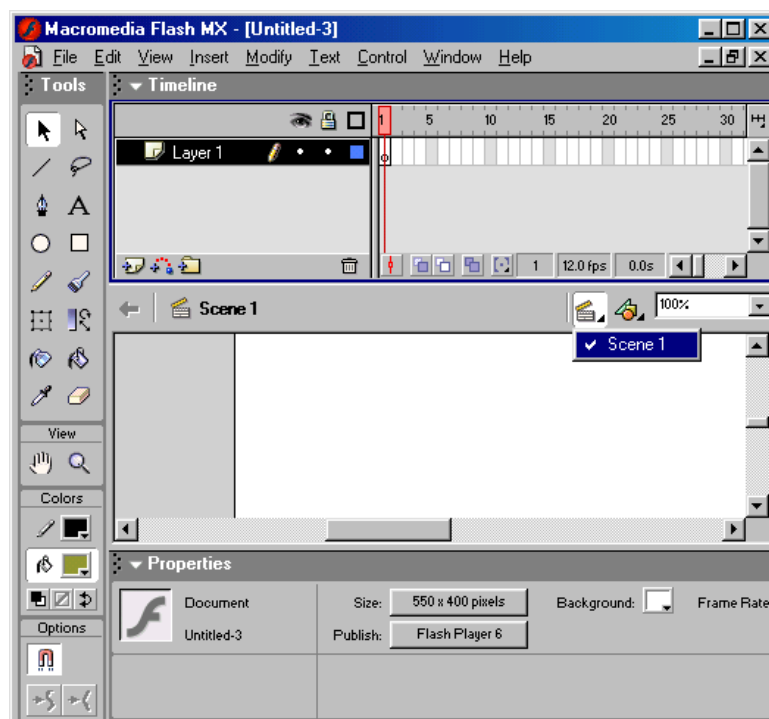 Macromedia Flash MX - [Untitled-3]
File Edit View Insert Modify Text Control Window Help
Tools
Timeline
1 5 10 15 20 25 30
Layer 1
1 12.0 fps 0.0s
Scene 1
100%
Scene 1
View
Colors
Properties
Document
Size: 550 x 400 pixels
Background:
Frame Rate
Untitled-3
Publish: Flash Player 6
Options